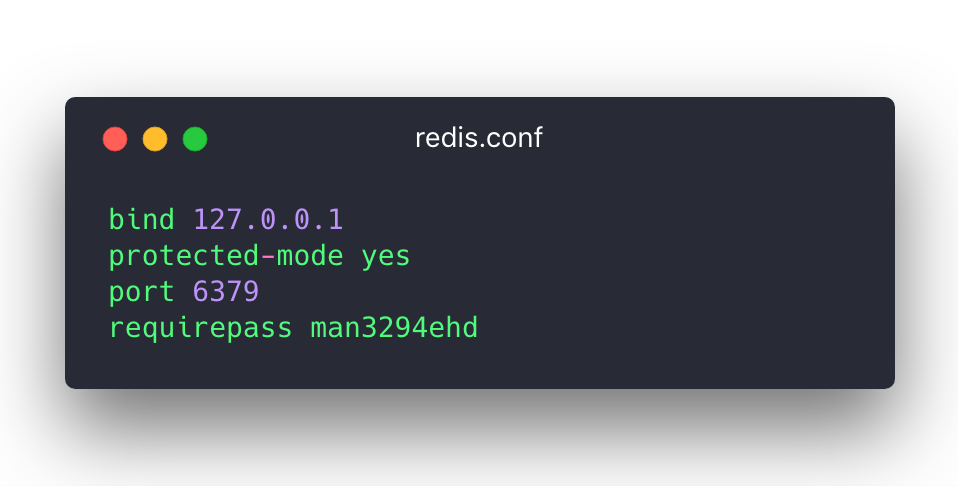 redis.conf
bind 127.0.0.1
protected-mode yes
port 6379
requirepass man3294ehd